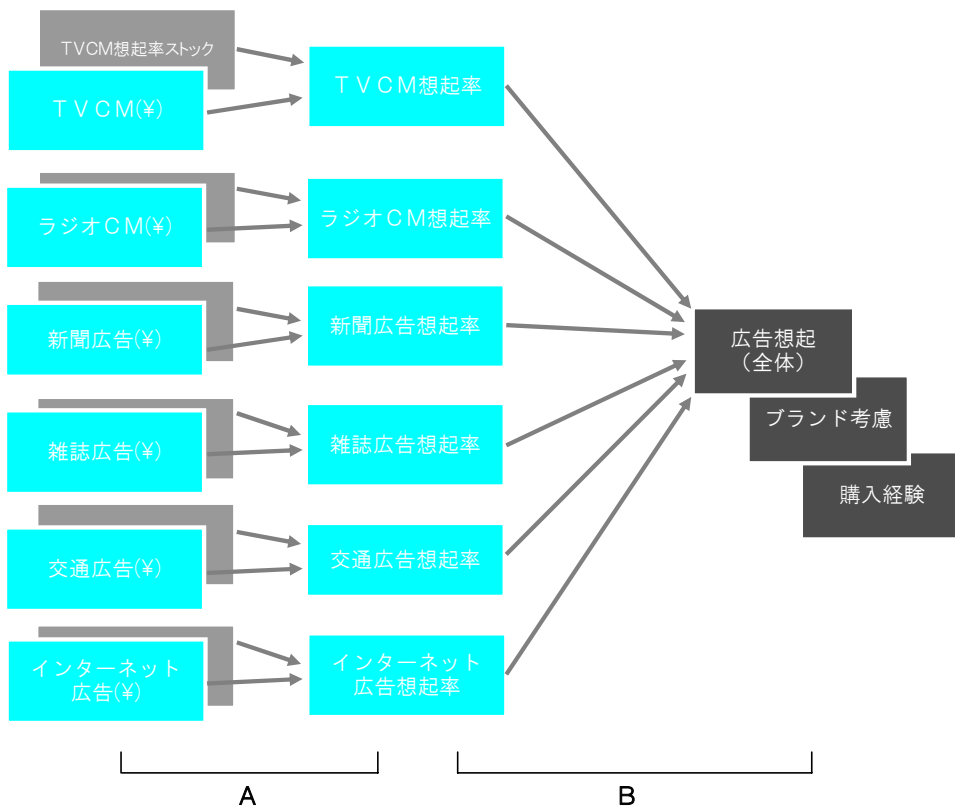 TVCM想起率ストック
ＴＶＣＭ(¥)
ＴＶＣＭ想起率
ラジオＣＭ(¥)
ラジオＣＭ想起率
新聞広告(¥)
新聞広告想起率
雑誌広告(¥)
雑誌広告想起率
交通広告(¥)
交通広告想起率
インターネット
広告(¥)
インターネット
広告想起率
広告想起
（全体）
ブランド考慮
購入経験
A
B